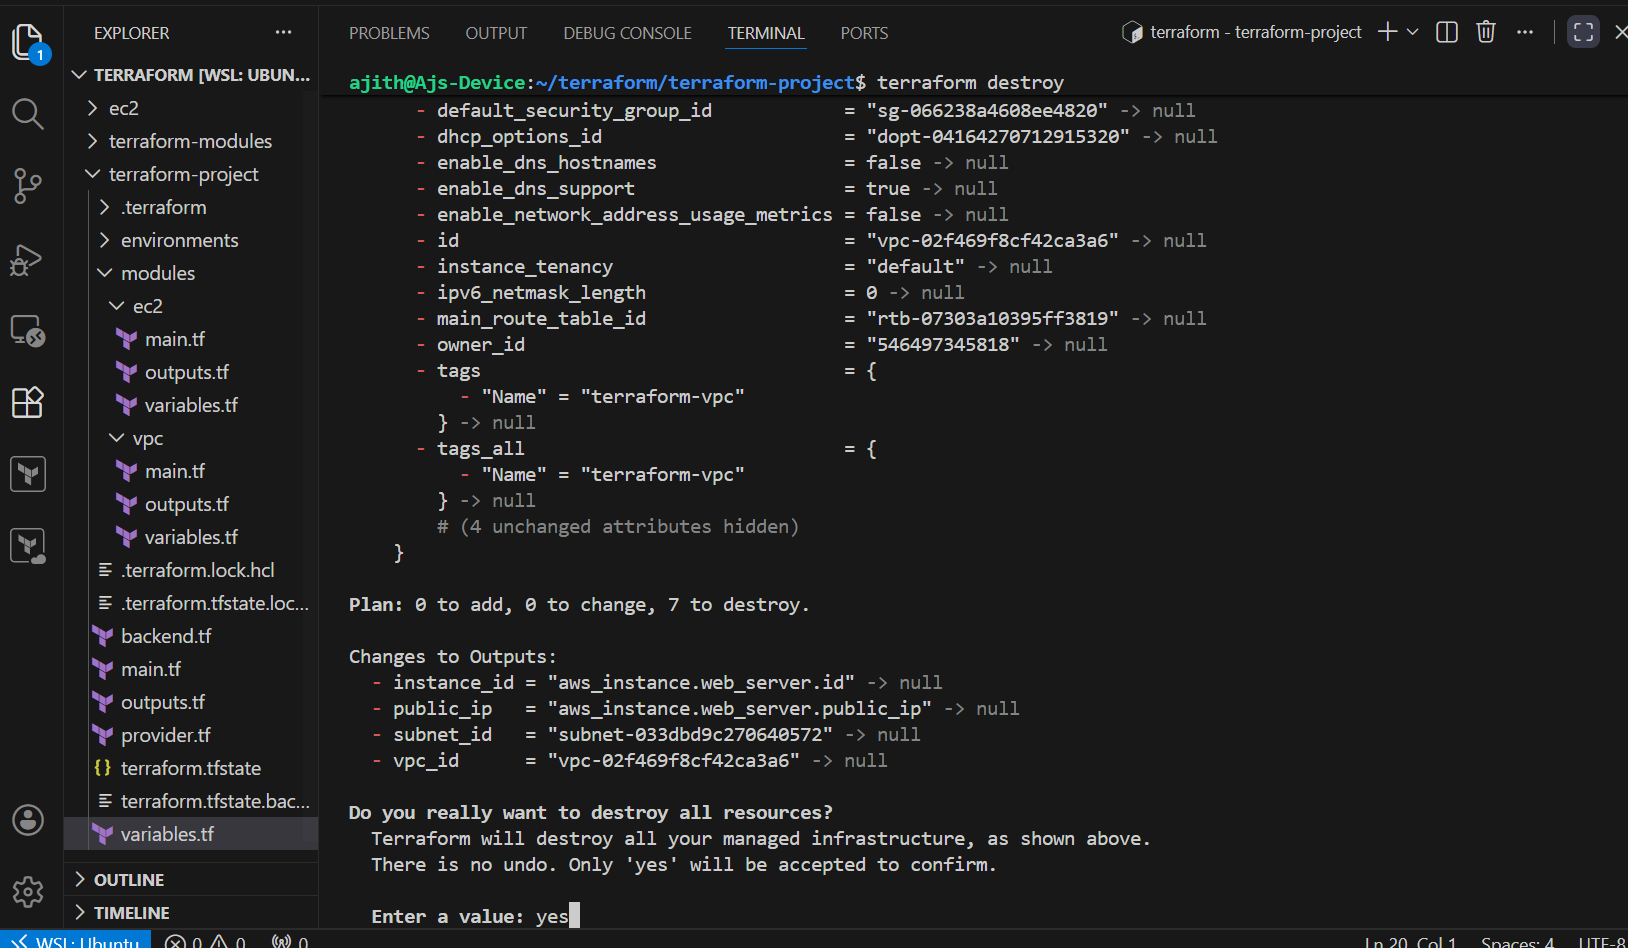 EXPLORER
TERRAFORM [WSL: UBUN...
ec2
terraform-modules
terraform-project
.terraform
environments
modules
ec2
main.tf
outputs.tf
variables.tf
vpc
main.tf
outputs.tf
variables.tf
.terraform.lock.hcl
.terraform.tfstate.loc...
backend.tf
main.tf
outputs.tf
provider.tf
terraform.tfstate
terraform.tfstate.bac...
variables.tf
OUTLINE
TIMELINE
1
PROBLEMS OUTPUT DEBUG CONSOLE TERMINAL PORTS
terraform - terraform-project
ajith@Ajs-Device:~/terraform/terraform-project$ terraform destroy
- default_security_group_id = "sg-066238a4608ee4820" -> null
- dhcp_options_id = "dopt-04164270712915320" -> null
- enable_dns_hostnames = false -> null
- enable_dns_support = true -> null
- enable_network_address_usage_metrics = false -> null
- id = "vpc-02f469f8cf42ca3a6" -> null
- instance_tenancy = "default" -> null
- ipv6_netmask_length = 0 -> null
- main_route_table_id = "rtb-07303a10395ff3819" -> null
- owner_id = "546497345818" -> null
- tags = {
- "Name" = "terraform-vpc"
} -> null
- tags_all = {
- "Name" = "terraform-vpc"
} -> null
# (4 unchanged attributes hidden)
}
Plan: 0 to add, 0 to change, 7 to destroy.
Changes to Outputs:
- instance_id = "aws_instance.web_server.id" -> null
- public_ip = "aws_instance.web_server.public_ip" -> null
- subnet_id = "subnet-033dbd9c270640572" -> null
- vpc_id = "vpc-02f469f8cf42ca3a6" -> null
Do you really want to destroy all resources?
Terraform will destroy all your managed infrastructure, as shown above.
There is no undo. Only 'yes' will be accepted to confirm.
Enter a value: yes
WSL: Ubuntu 0 0 0 Ln 20, Col 1 Spaces: 4 UTF-8